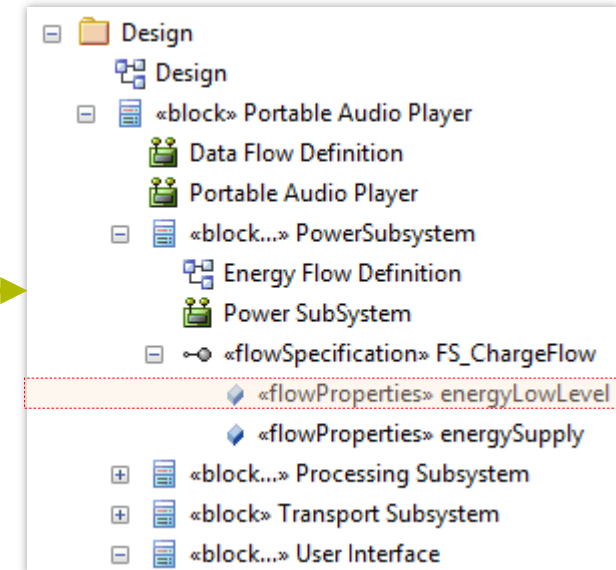 Design
Design
«block» Portable Audio Player
Data Flow Definition
Portable Audio Player
«block...» PowerSubsystem
Energy Flow Definition
Power SubSystem
«flowSpecification» FS_ChargeFlow
«flowProperties» energyLowLevel
«flowProperties» energySupply
«block...» Processing Subsystem
«block» Transport Subsystem
«block...» User Interface